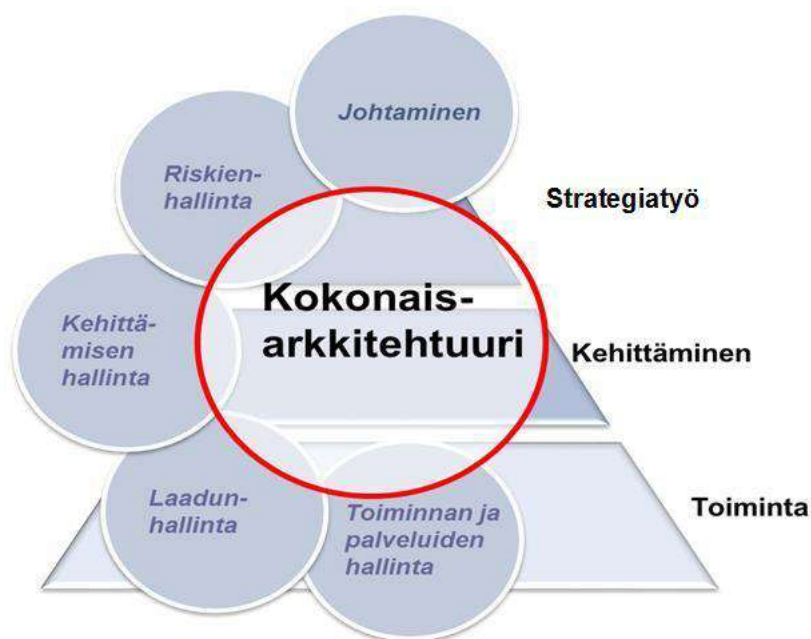 Johtaminen
Riskien-
hallinta
Strategiatyö
Kokonais-
arkkitehtuuri
Kehittä-
misen
hallinta
Kehittäminen
Laadun-
hallinta
Toiminnan ja
palveluiden
hallinta
Toiminta